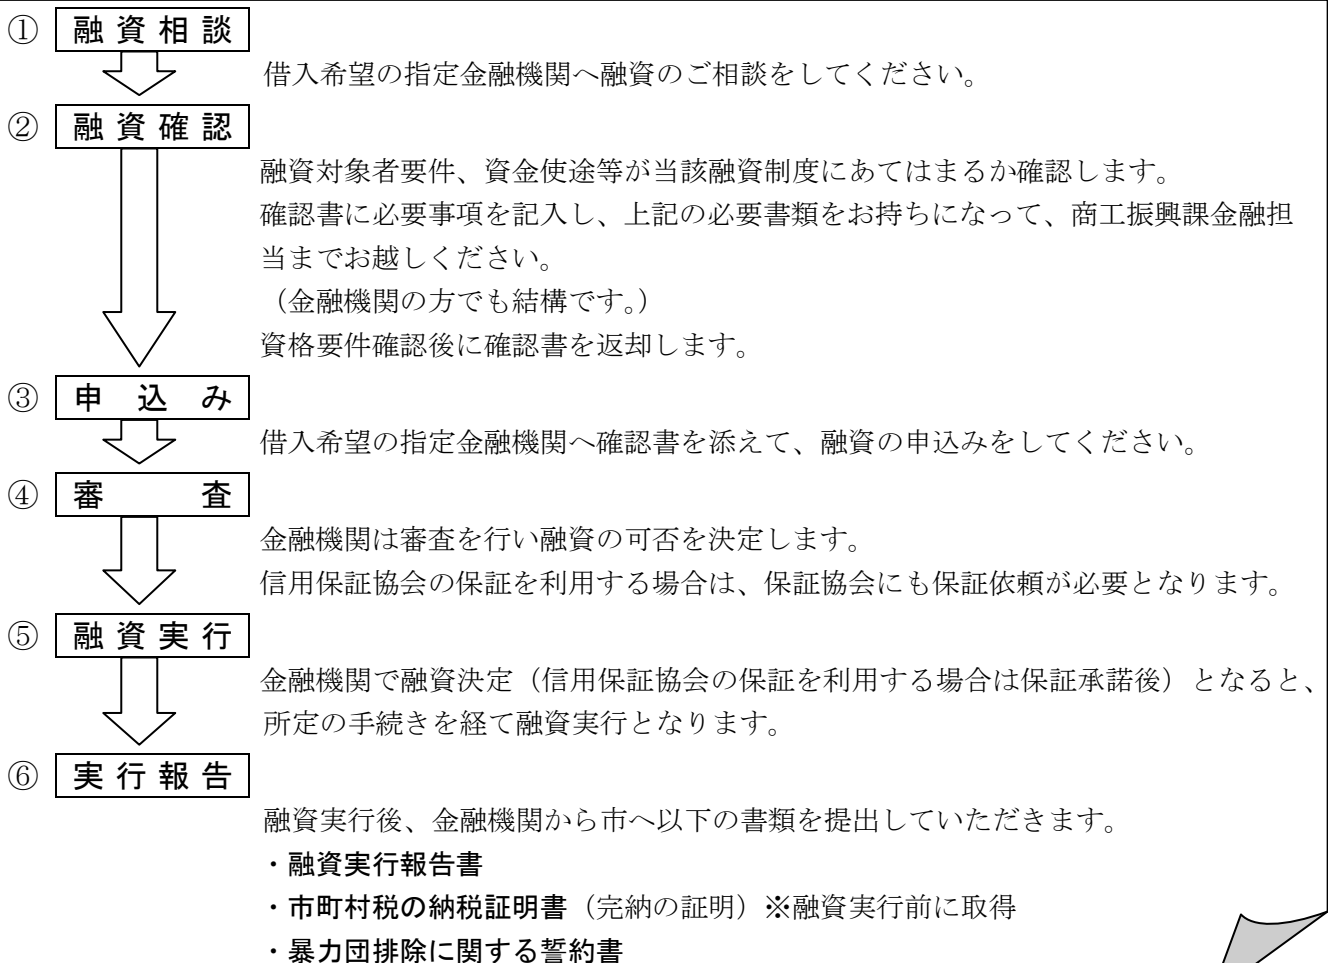 ① 融資相談
借入希望の指定金融機関へ融資のご相談をしてください。
② 融資確認
融資対象者要件、資金使途等が当該融資制度にあてはまるか確認します。
確認書に必要事項を記入し、上記の必要書類をお持ちになって、商工振興課金融担
当までお越しください。
（金融機関の方でも結構です。）
資格要件確認後に確認書を返却します。
③ 申込み
借入希望の指定金融機関へ確認書を添えて、融資の申込みをしてください。
④ 審査
金融機関は審査を行い融資の可否を決定します。
信用保証協会の保証を利用する場合は、保証協会にも保証依頼が必要となります。
⑤ 融資実行
金融機関で融資決定（信用保証協会の保証を利用する場合は保証承諾後）となると、
所定の手続きを経て融資実行となります。
⑥ 実行報告
融資実行後、金融機関から市へ以下の書類を提出していただきます。
・融資実行報告書
・市町村税の納税証明書（完納の証明）※融資実行前に取得
・暴力団排除に関する誓約書